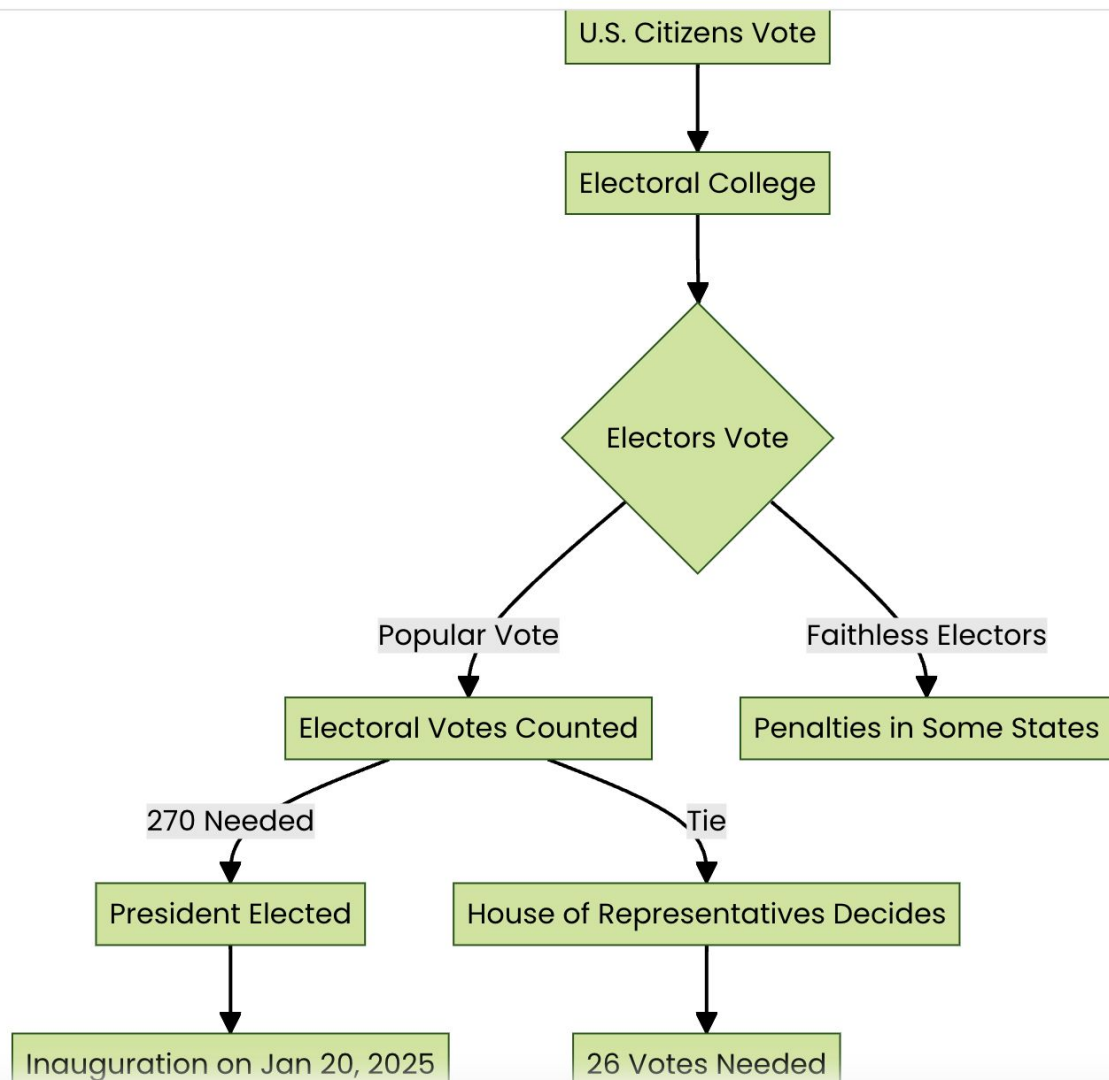 U.S. Citizens Vote
Electoral College
Electors Vote
Popular Vote
Faithless Electors
Electoral Votes Counted
Penalties in Some States
270 Needed
Tie
President Elected
House of Representatives Decides
Inauguration on Jan 20, 2025
26 Votes Needed